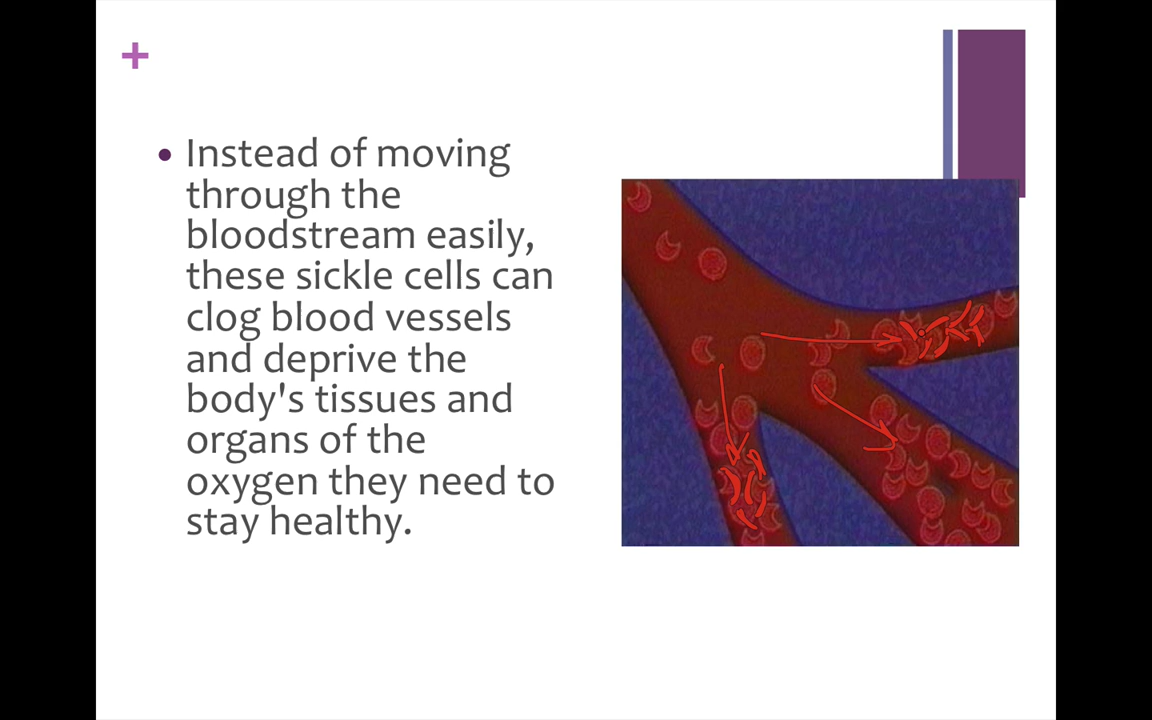 +
• Instead of moving
through the
bloodstream easily,
these sickle cells can
clog blood vessels
and deprive the
body's tissues and
organs of the
oxygen they need to
stay healthy.